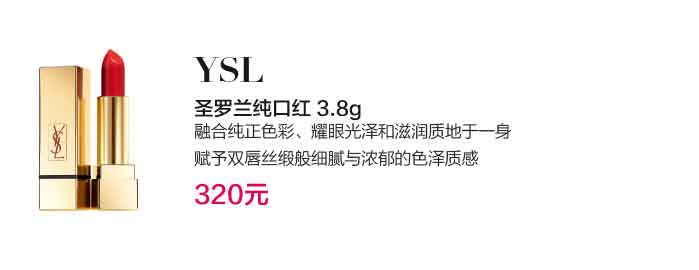 YSL
圣罗兰纯口红 3.8g
融合纯正色彩、耀眼光泽和滋润质地于一身
赋予双唇丝缎般细腻与浓郁的色泽质感
320元
YSL